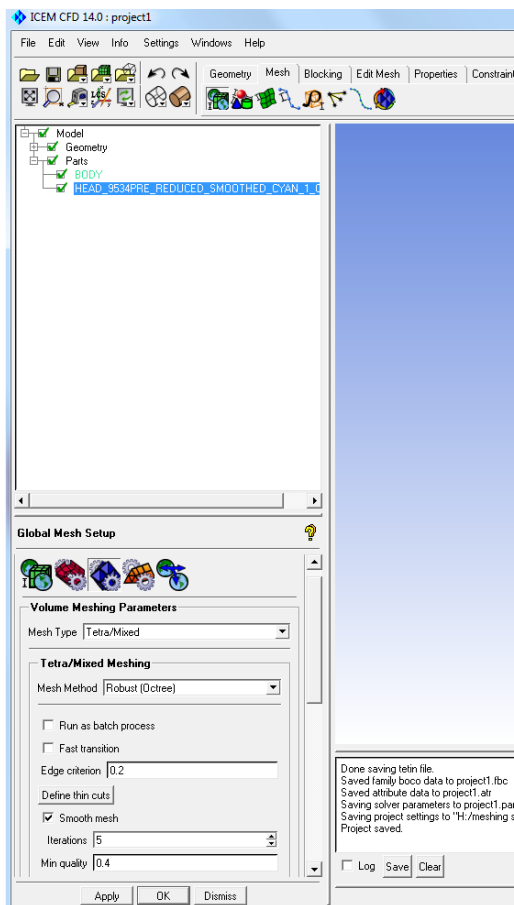 ICEM CFD 14.0 : project1
File Edit View Info Settings Windows Help
Geometry Mesh Blocking Edit Mesh Properties
Model
Geometry
Parts
BODY
HEAD_9534PRE_REDUCED_SMOOTHED_CYAN_1_
Global Mesh Setup
Volume Meshing Parameters
Mesh Type Tetra/Mixed
Tetra/Mixed Meshing
Mesh Method Robust (Octree)
Run as batch process
Fast transition
Edge criterion 0.2
Define thin cuts
Smooth mesh
Iterations 5
Min quality 0.4
Apply OK Dismiss
Done saving tetin file.
Saved family boco data to project1.fbc
Saved attribute data to project1.atr
Saving solver parameters to project1.par
Saving project settings to "H:/meshing s
Project saved.
Log Save Clear